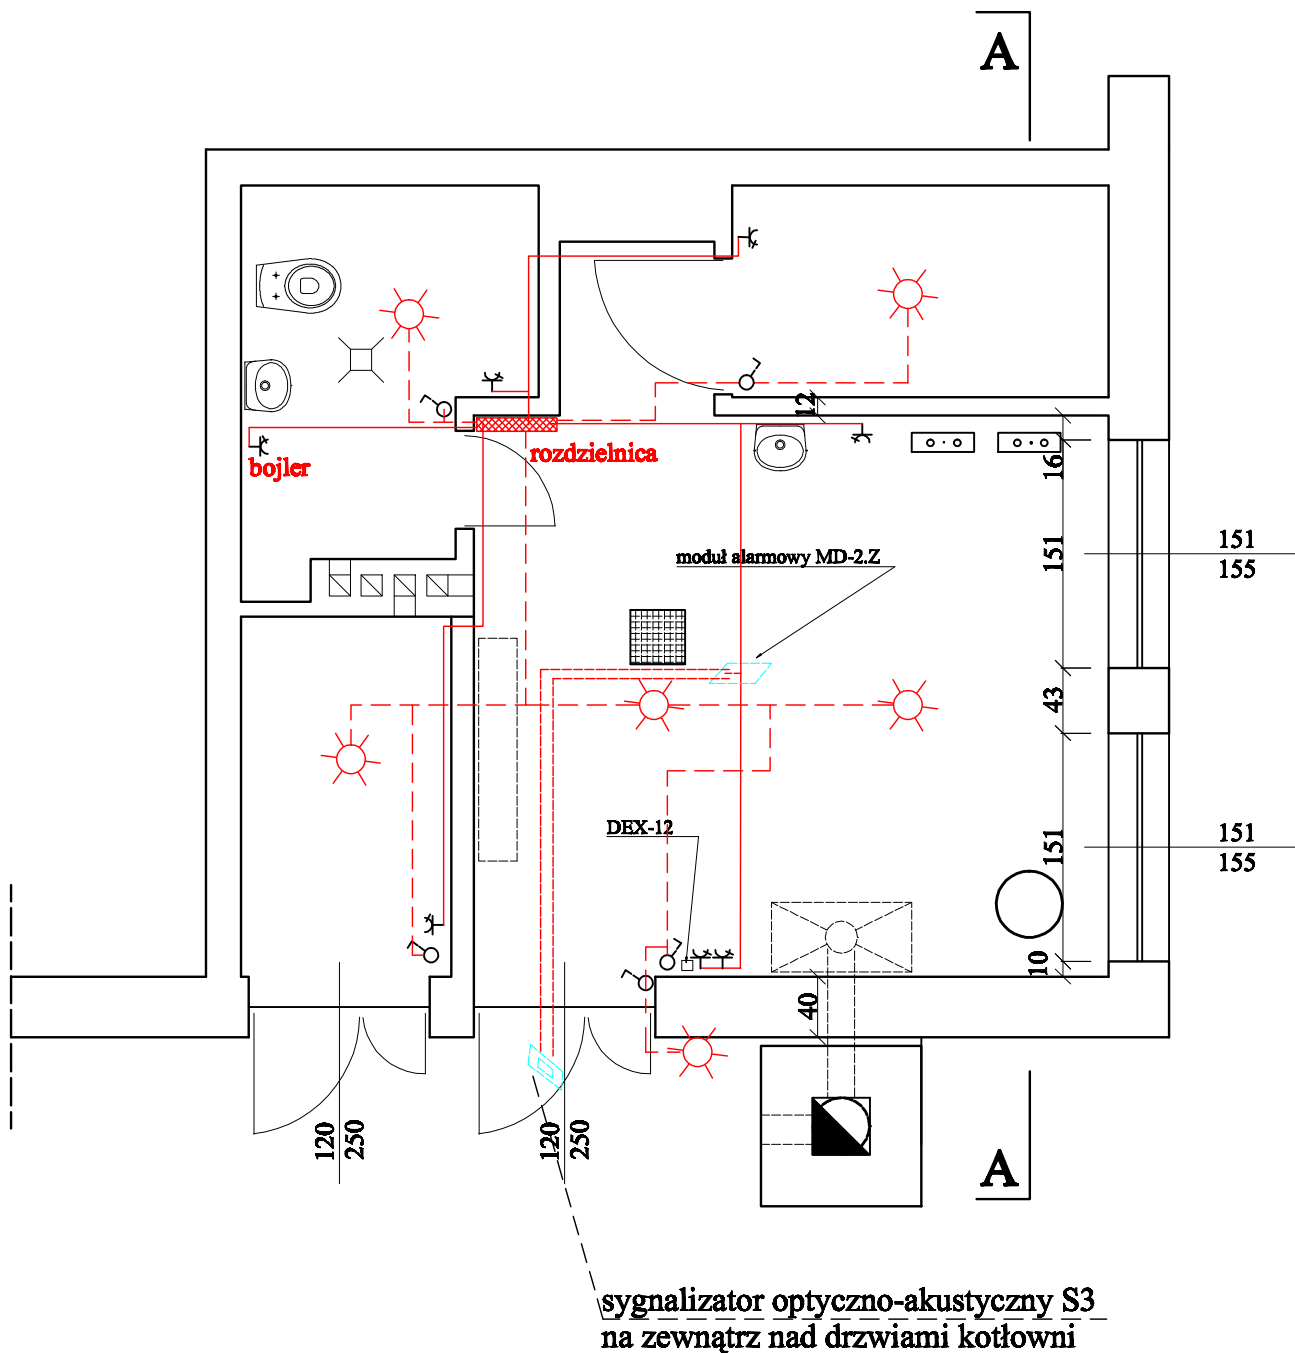 A
12
16
bojler
rozdzielnica
151
155
151
moduł alarmowy MD-2.Z
43
DEX-12
151
151
155
10
40
120
250
120
250
A
sygnalizator optyczno-akustyczny S3
na zewnątrz nad drzwiami kotłowni